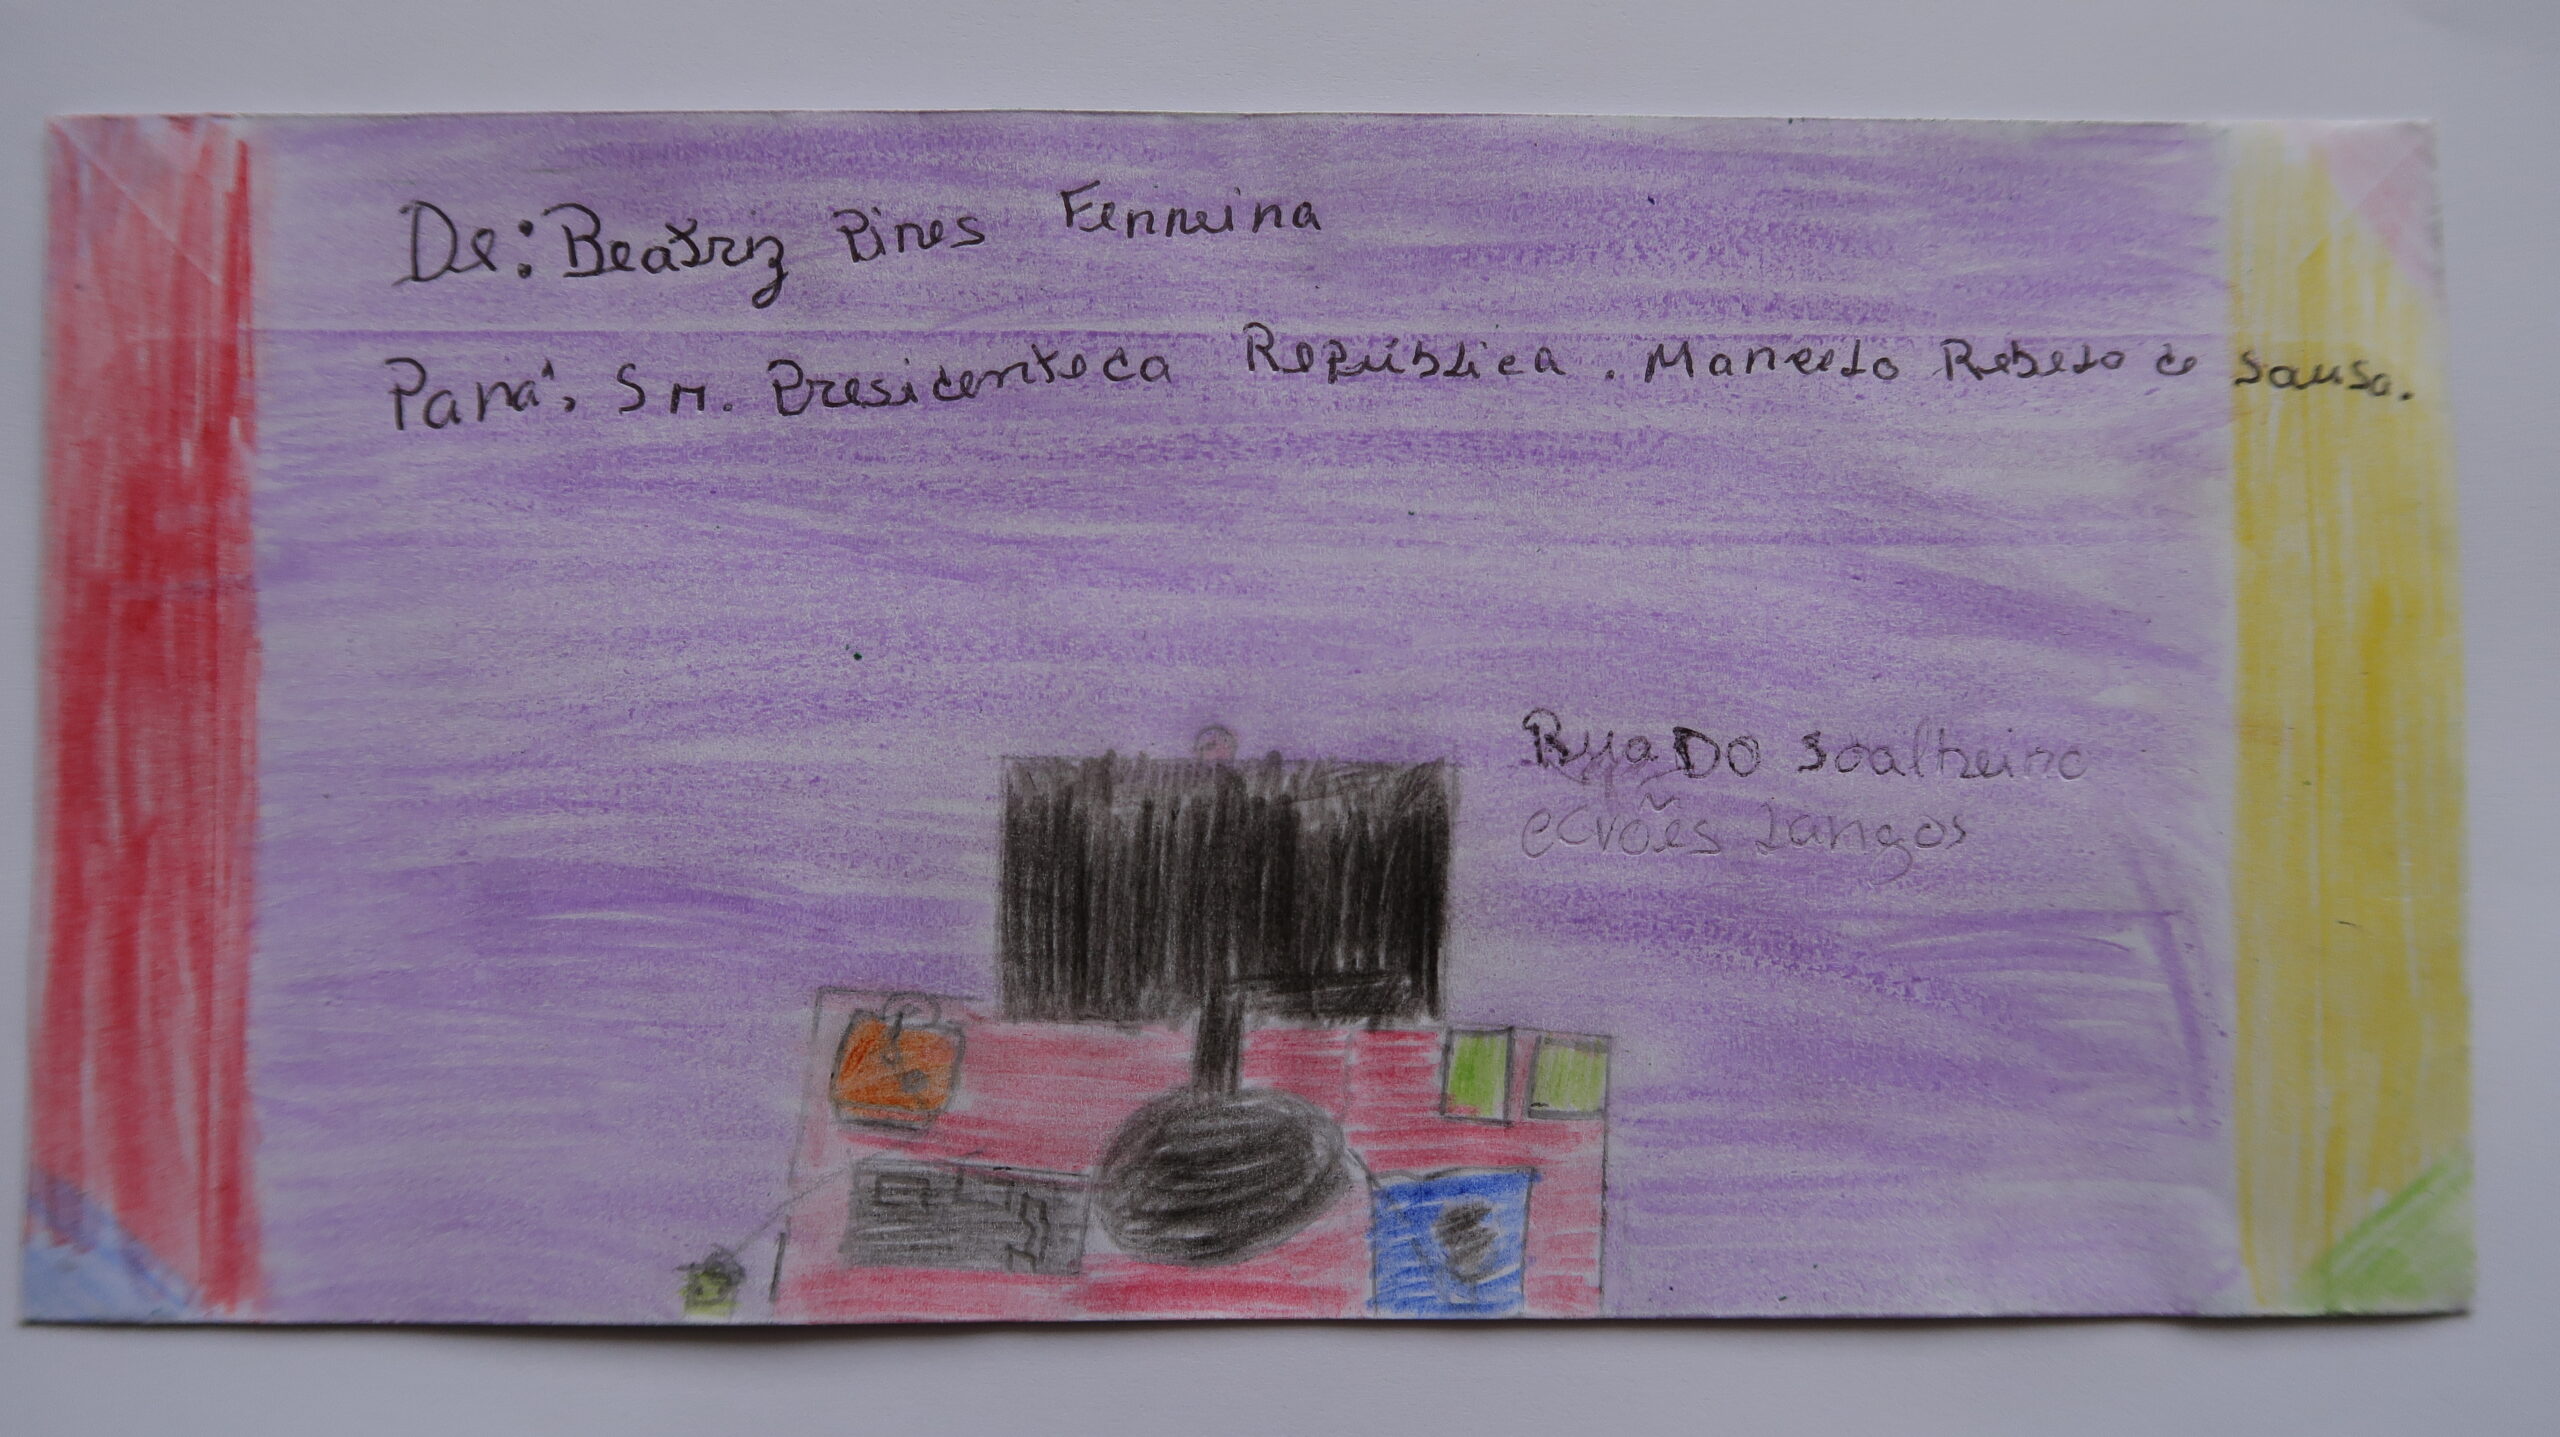 De: Beatriz Pires Ferreira
Para: Sr. Presidente da República. Marcelo Rebelo de Sousa.
Rua Do Soalheiro